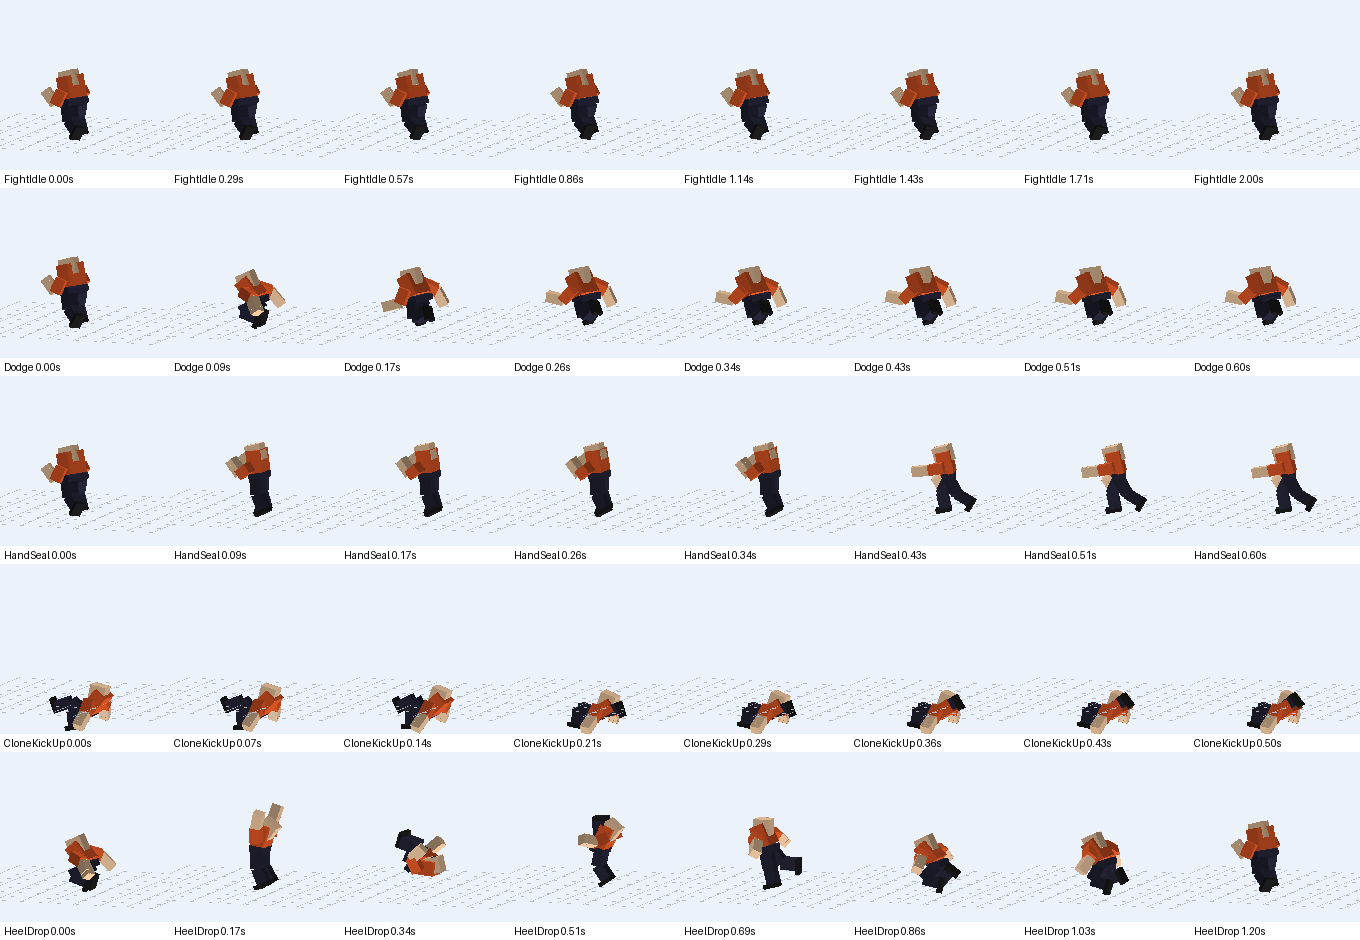 FightIdle 0.00s FightIdle 0.29s FightIdle 0.57s FightIdle 0.86s FightIdle 1.14s FightIdle 1.43s FightIdle 1.71s FightIdle 2.00s
Dodge 0.00s Dodge 0.09s Dodge 0.17s Dodge 0.26s Dodge 0.34s Dodge 0.43s Dodge 0.51s Dodge 0.60s
HandSeal 0.00s HandSeal 0.09s HandSeal 0.17s HandSeal 0.26s HandSeal 0.34s HandSeal 0.43s HandSeal 0.51s HandSeal 0.60s
CloneKickUp 0.00s CloneKickUp 0.07s CloneKickUp 0.14s CloneKickUp 0.21s CloneKickUp 0.29s CloneKickUp 0.36s CloneKickUp 0.43s CloneKickUp 0.50s
HeelDrop 0.00s HeelDrop 0.17s HeelDrop 0.34s HeelDrop 0.51s HeelDrop 0.69s HeelDrop 0.86s HeelDrop 1.03s HeelDrop 1.20s